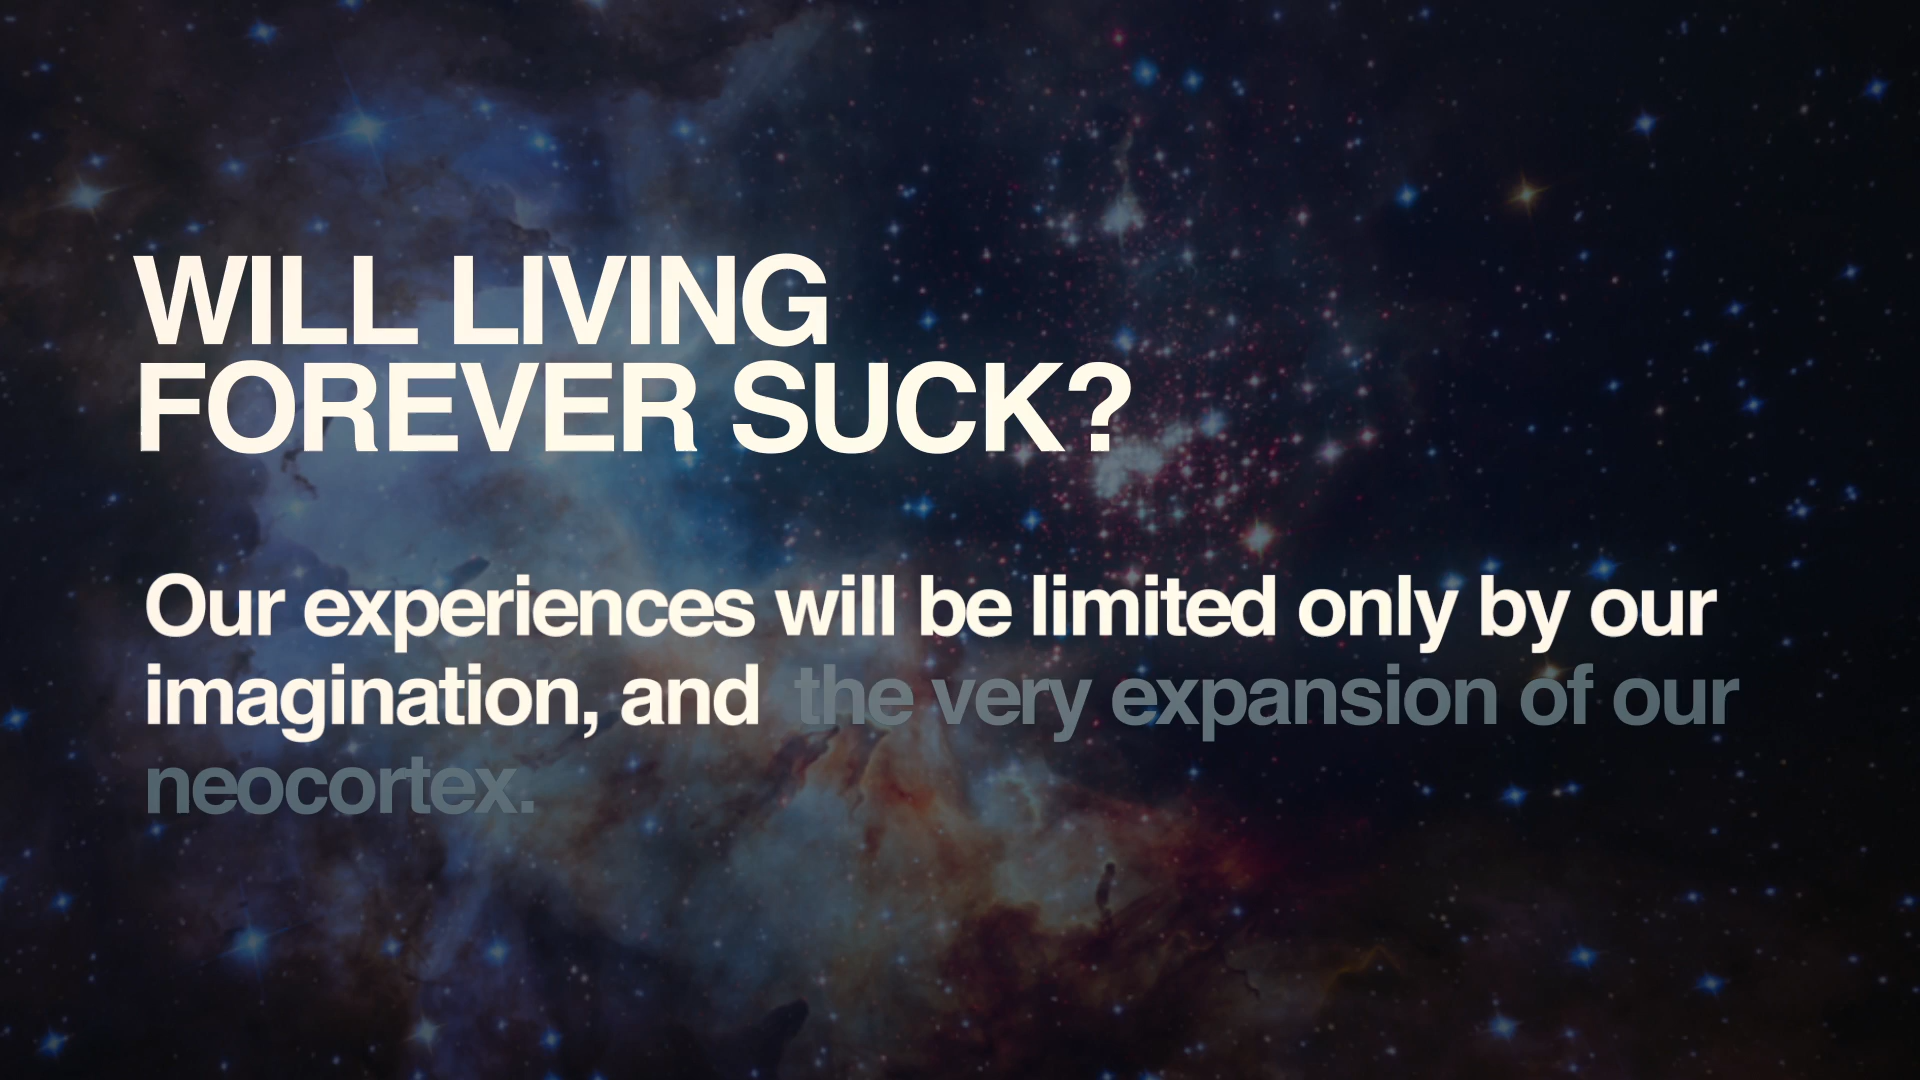 WILL LIVING
FOREVER SUCK?
Our experiences will be limited only by our
imagination, and the very expansion of our
neocortex.